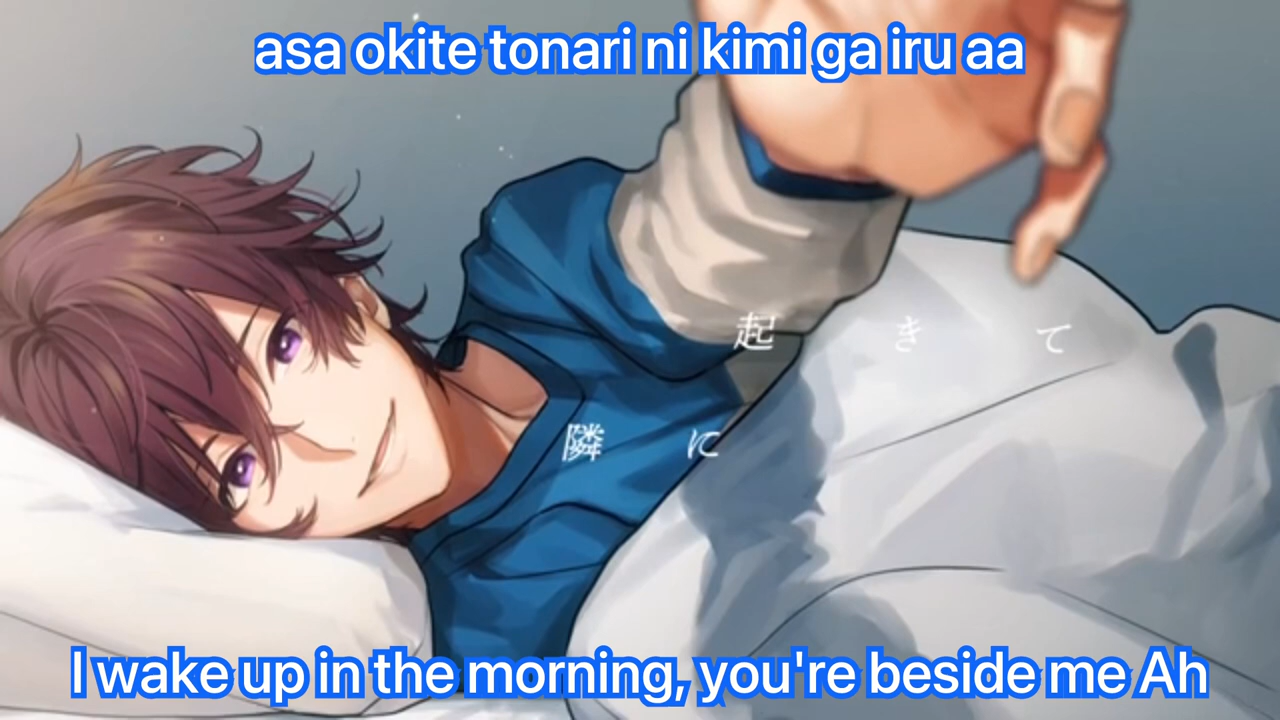 asa okite tonari ni kimi ga iru aa
起きて
隣に
I wake up in the morning, you're beside me Ah